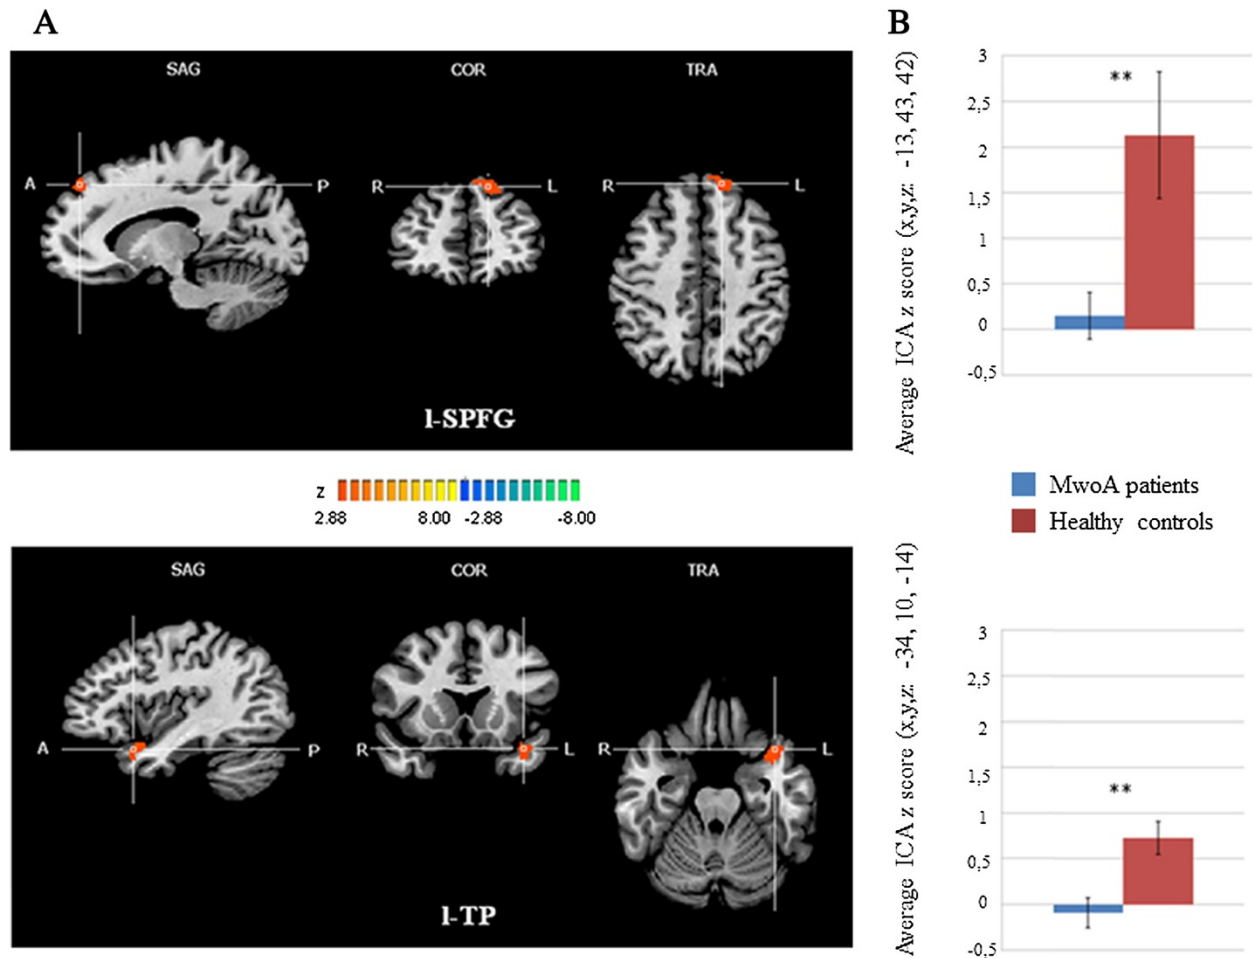 A
B
SAG COR TRA
A P R L R L
l-SPFG
Average ICA z score (x,y,z: -13, 43, 42)
3
2,5
2
1,5
1
0,5
0
-0,5
**
z
2.88 8.00 -2.88 -8.00
MwoA patients
Healthy controls
SAG COR TRA
A P R L R L
l-TP
Average ICA z score (x,y,z: -34, 10, -14)
3
2,5
2
1,5
1
0,5
0
-0,5
**